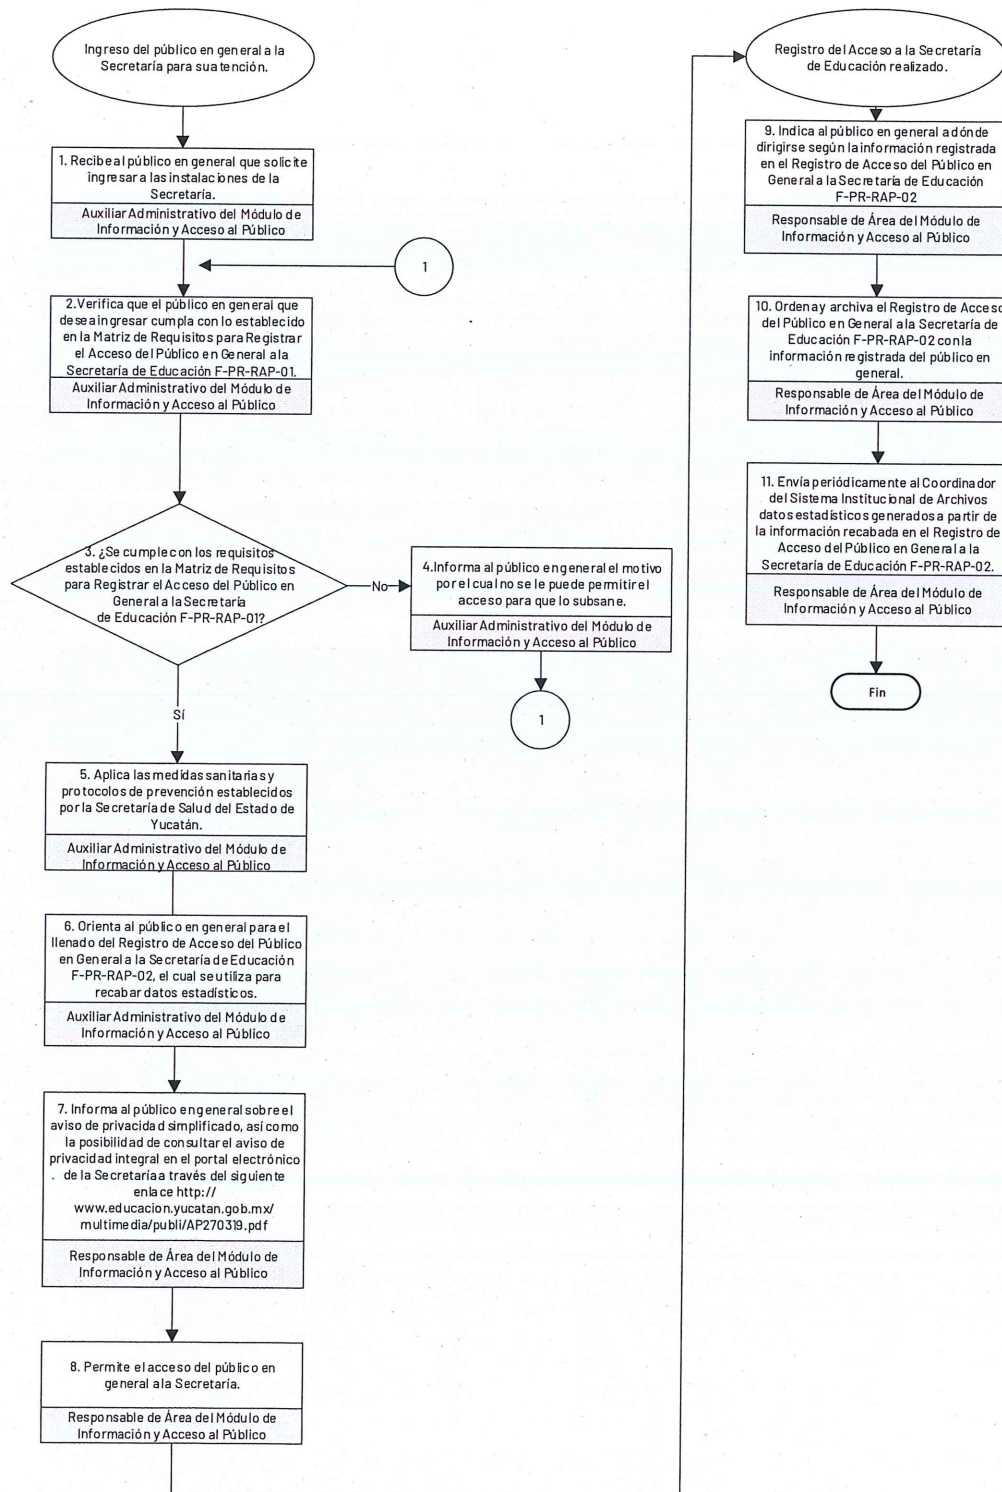 Ingreso del público en general a la
Secretaría para su atención.
1. Recibe al público en general que solicite
ingresar a las instalaciones de la
Secretaría.
Auxiliar Administrativo del Módulo de
Información y Acceso al Público
1
2.Verifica que el público en general que
desea ingresar cumpla con lo establecido
en la Matriz de Requisitos para Registrar
el Acceso del Público en General a la
Secretaría de Educación F-PR-RAP-01.
Auxiliar Administrativo del Módulo de
Información y Acceso al Público
3. ¿Se cumple con los requisitos
establecidos en la Matriz de Requisitos
para Registrar el Acceso del Público en
General a la Secretaría
de Educación F-PR-RAP-01?
No
4.Informa al público en general el motivo
por el cual no se le puede permitir el
acceso para que lo subsane.
Auxiliar Administrativo del Módulo de
Información y Acceso al Público
1
Sí
5. Aplica las medidas sanitarias y
protocolos de prevención establecidos
por la Secretaría de Salud del Estado de
Yucatán.
Auxiliar Administrativo del Módulo de
Información y Acceso al Público
6. Orienta al público en general para el
llenado del Registro de Acceso del Público
en General a la Secretaría de Educación
F-PR-RAP-02, el cual se utiliza para
recabar datos estadísticos.
Auxiliar Administrativo del Módulo de
Información y Acceso al Público
7. Informa al público en general sobre el
aviso de privacidad simplificado, así como
la posibilidad de consultar el aviso de
privacidad integral en el portal electrónico
de la Secretaría a través del siguiente
enlace http://
www.educacion.yucatan.gob.mx/
multimedia/publi/AP270319.pdf
Responsable de Área del Módulo de
Información y Acceso al Público
8. Permite el acceso del público en
general a la Secretaría.
Responsable de Área del Módulo de
Información y Acceso al Público
Registro del Acceso a la Secretaría
de Educación realizado.
9. Indica al público en general a dónde
dirigirse según la información registrada
en el Registro de Acceso del Público en
General a la Secretaría de Educación
F-PR-RAP-02
Responsable de Área del Módulo de
Información y Acceso al Público
10. Ordena y archiva el Registro de Acceso
del Público en General a la Secretaría de
Educación F-PR-RAP-02 con la
información registrada del público en
general.
Responsable de Área del Módulo de
Información y Acceso al Público
11. Envía periódicamente al Coordinador
del Sistema Institucional de Archivos
datos estadísticos generados a partir de
la información recabada en el Registro de
Acceso del Público en General a la
Secretaría de Educación F-PR-RAP-02.
Responsable de Área del Módulo de
Información y Acceso al Público
Fin